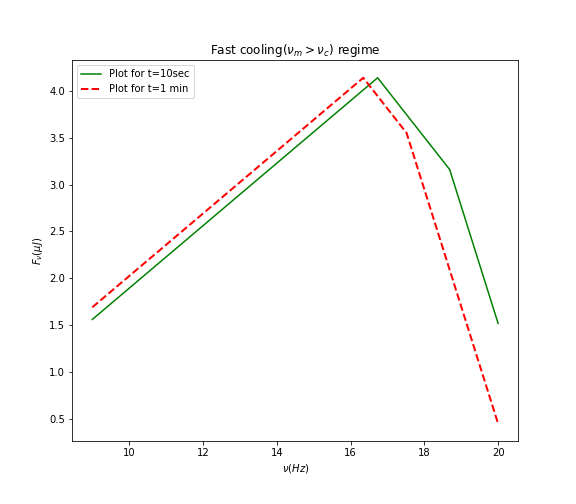 Fast cooling(ν_m > ν_c) regime
Plot for t=10sec
Plot for t=1 min
4.0
3.5
3.0
2.5
2.0
1.5
1.0
0.5
F_ν(μJ)
10
12
14
16
18
20
ν(Hz)